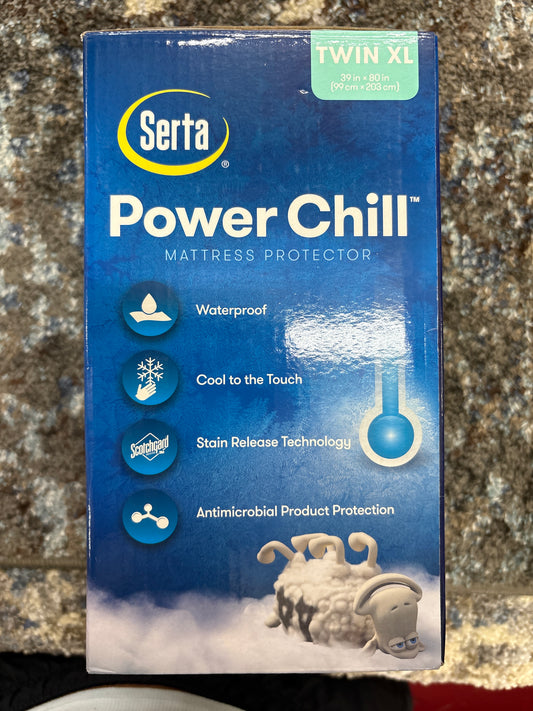 TWIN XL
39 in × 80 in
(99 cm × 203 cm)
Serta®
Power Chill™
MATTRESS PROTECTOR
Waterproof
Cool to the Touch
Scotchgard
Stain Release Technology
Antimicrobial Product Protection